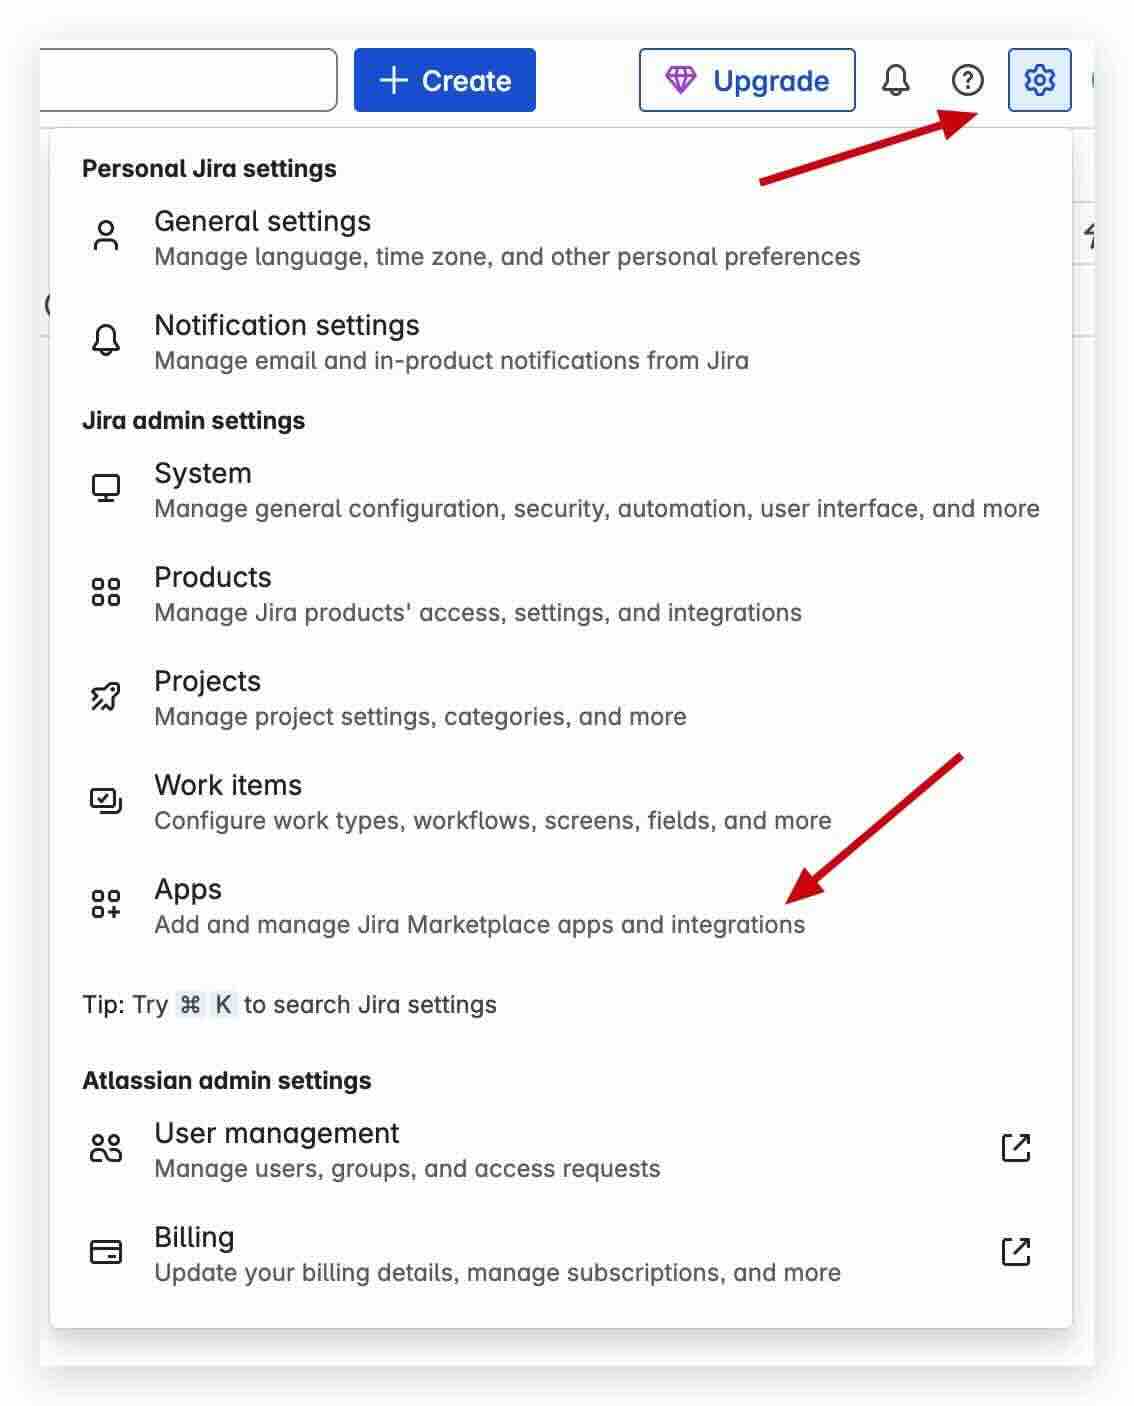 Create
Upgrade
Personal Jira settings
General settings
Manage language, time zone, and other personal preferences
Notification settings
Manage email and in-product notifications from Jira
Jira admin settings
System
Manage general configuration, security, automation, user interface, and more
Products
Manage Jira products' access, settings, and integrations
Projects
Manage project settings, categories, and more
Work items
Configure work types, workflows, screens, fields, and more
Apps
Add and manage Jira Marketplace apps and integrations
Tip: Try ⌘ K to search Jira settings
Atlassian admin settings
User management
Manage users, groups, and access requests
Billing
Update your billing details, manage subscriptions, and more